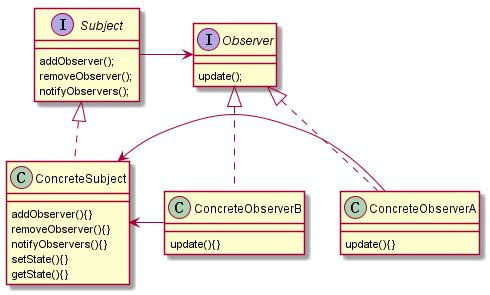 I Subject
addObserver();
removeObserver();
notifyObservers();
I Observer
update();
C ConcreteSubject
addObserver(){}
removeObserver(){}
notifyObservers(){}
setState(){}
getState(){}
C ConcreteObserverB
update(){}
C ConcreteObserverA
update(){}